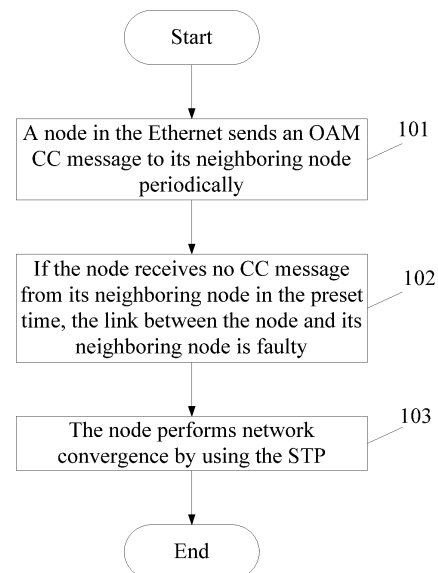 Start
A node in the Ethernet sends an OAM
CC message to its neighboring node
periodically
101
If the node receives no CC message
from its neighboring node in the preset
time, the link between the node and its
neighboring node is faulty
102
The node performs network
convergence by using the STP
103
End